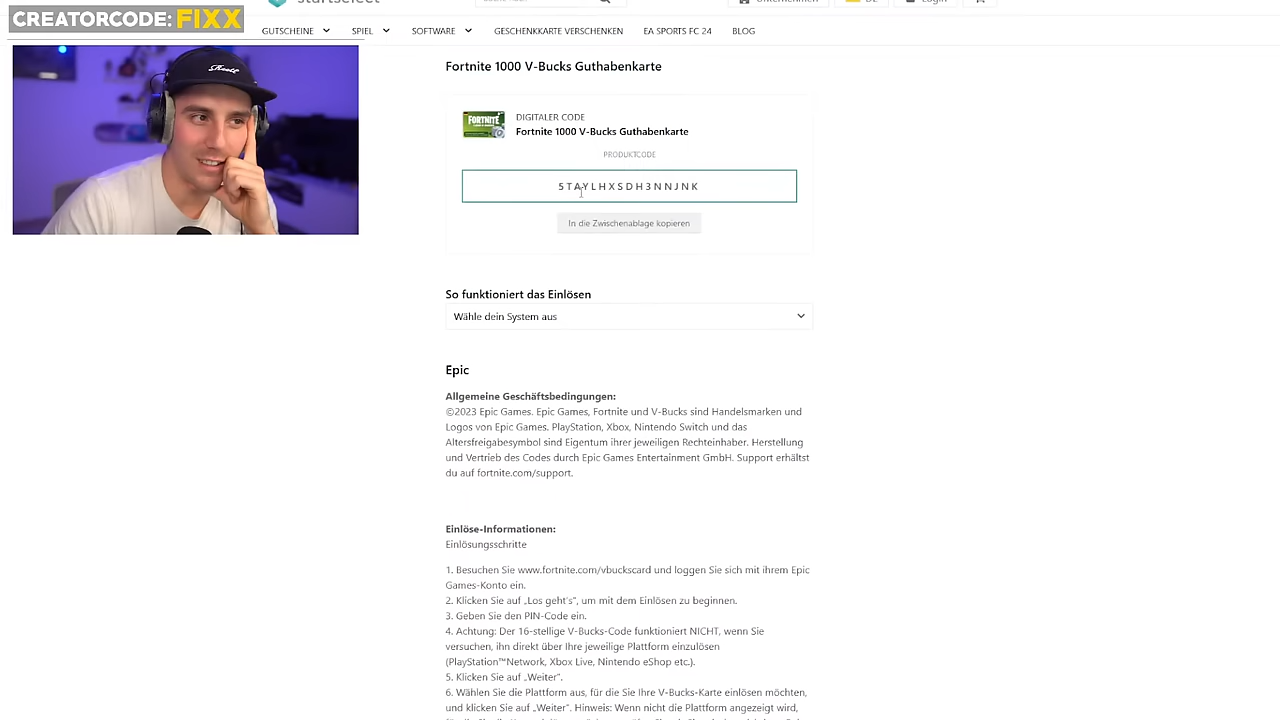 startselect
CREATORCODE: FIXX
GUTSCHEINE SPIEL SOFTWARE GESCHENKKARTE VERSCHENKEN EA SPORTS FC 24 BLOG
Fortnite 1000 V-Bucks Guthabenkarte
DIGITALER CODE
FORTNITE
Fortnite 1000 V-Bucks Guthabenkarte
PRODUKTCODE
5TAYLHXSDH3NNJNK
In die Zwischenablage kopieren
So funktioniert das Einlösen
Wähle dein System aus
Epic
Allgemeine Geschäftsbedingungen:
©2023 Epic Games. Epic Games, Fortnite und V-Bucks sind Handelsmarken und
Logos von Epic Games. PlayStation, Xbox, Nintendo Switch und das
Altersfreigabesymbol sind Eigentum ihrer jeweiligen Rechteinhaber. Herstellung
und Vertrieb des Codes durch Epic Games Entertainment GmbH. Support erhältst
du auf fortnite.com/support.
Einlöse-Informationen:
Einlösungsschritte
1. Besuchen Sie www.fortnite.com/vbuckscard und loggen Sie sich mit ihrem Epic
Games-Konto ein.
2. Klicken Sie auf „Los geht's“, um mit dem Einlösen zu beginnen.
3. Geben Sie den PIN-Code ein.
4. Achtung: Der 16-stellige V-Bucks-Code funktioniert NICHT, wenn Sie
versuchen, ihn direkt über Ihre jeweilige Plattform einzulösen
(PlayStation™Network, Xbox Live, Nintendo eShop etc.).
5. Klicken Sie auf „Weiter“.
6. Wählen Sie die Plattform aus, für die Sie Ihre V-Bucks-Karte einlösen möchten,
und klicken Sie auf „Weiter“. Hinweis: Wenn nicht die Plattform angezeigt wird,